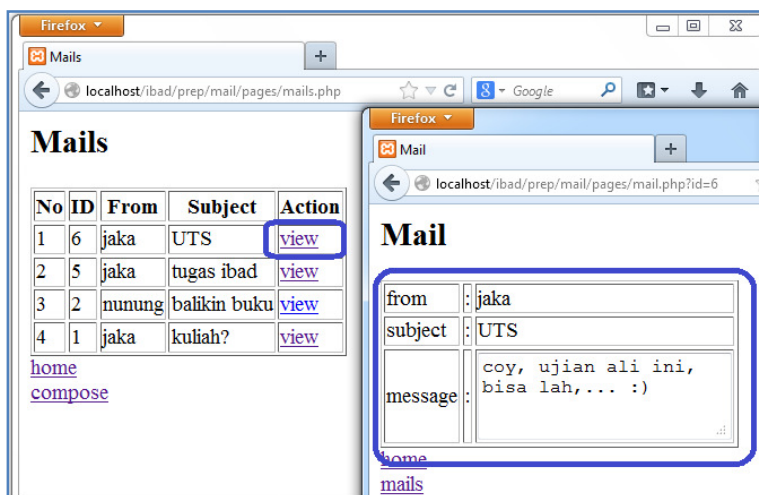 Firefox
Mails
localhost/ibad/prep/mail/pages/mails.php
Google
Mails
No ID From Subject Action
1 6 jaka UTS view
2 5 jaka tugas ibad view
3 2 nunung balikin buku view
4 1 jaka kuliah? view
home
compose
Firefox
Mail
localhost/ibad/prep/mail/pages/mail.php?id=6
Mail
from : jaka
subject : UTS
message : coy, ujian ali ini,
bisa lah,... :)
home
mails